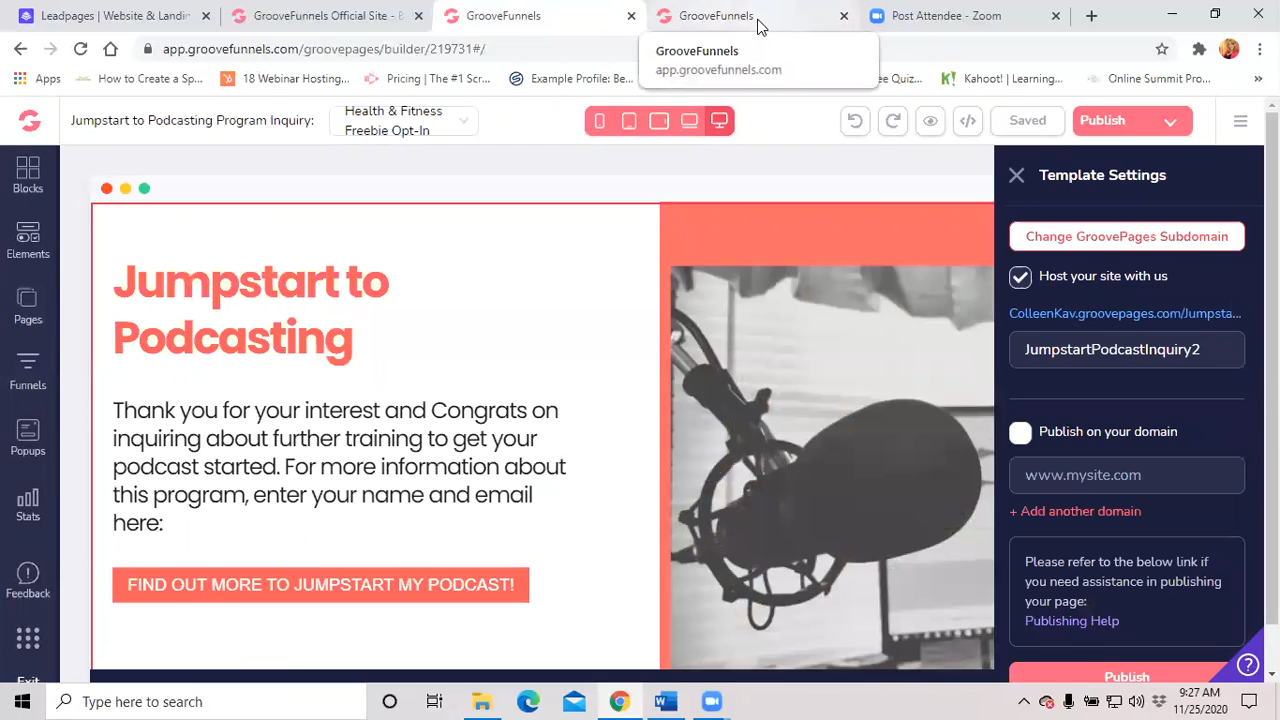 Leadpages | Website & Land
GrooveFunnels Official Site - E
GrooveFunnels
GrooveFunnels
Post Attendee - Zoom
app.groovefunnels.com/groovepages/builder/219731#/
GrooveFunnels
app.groovefunnels.com
Apps
How to Create a Sp...
18 Webinar Hosting...
Pricing | The #1 Scr...
Example Profile: Be...
ee Quiz...
Kahoot! | Learning...
Online Summit Pro...
»
Jumpstart to Podcasting Program Inquiry:
Health & Fitness
Freebie Opt-In
Saved
Publish
Blocks
Elements
Pages
Funnels
Popups
Stats
Feedback
Exit
Jumpstart to
Podcasting
Thank you for your interest and Congrats on
inquiring about further training to get your
podcast started. For more information about
this program, enter your name and email
here:
FIND OUT MORE TO JUMPSTART MY PODCAST!
Template Settings
Change GroovePages Subdomain
Host your site with us
ColleenKav.groovepages.com/Jumpsta...
JumpstartPodcastInquiry2
Publish on your domain
www.mysite.com
+ Add another domain
Please refer to the below link if
you need assistance in publishing
your page:
Publishing Help
Publish
Type here to search
9:27 AM
11/25/2020